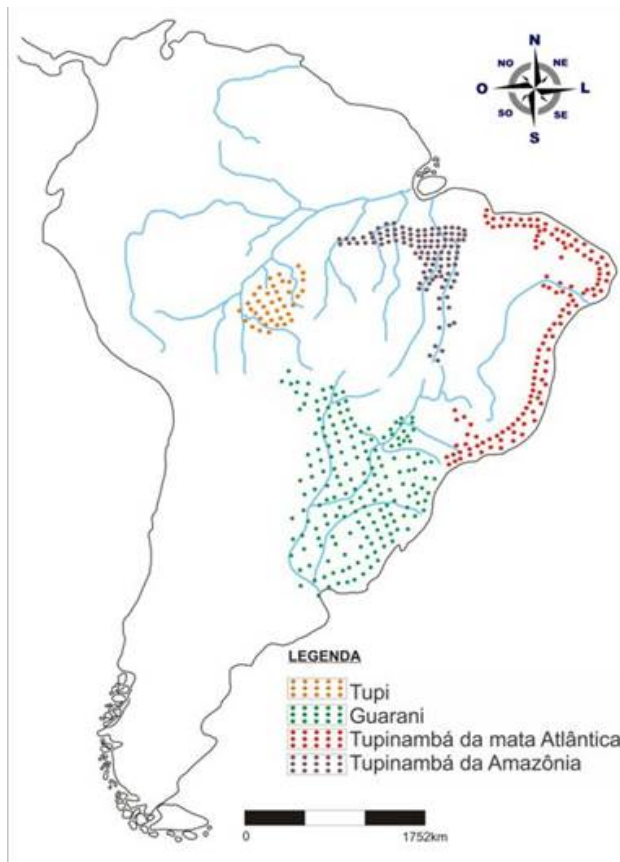 N
NO
NE
O
L
SO
SE
S
LEGENDA
Tupi
Guarani
Tupinambá da mata Atlântica
Tupinambá da Amazônia
0
1752km